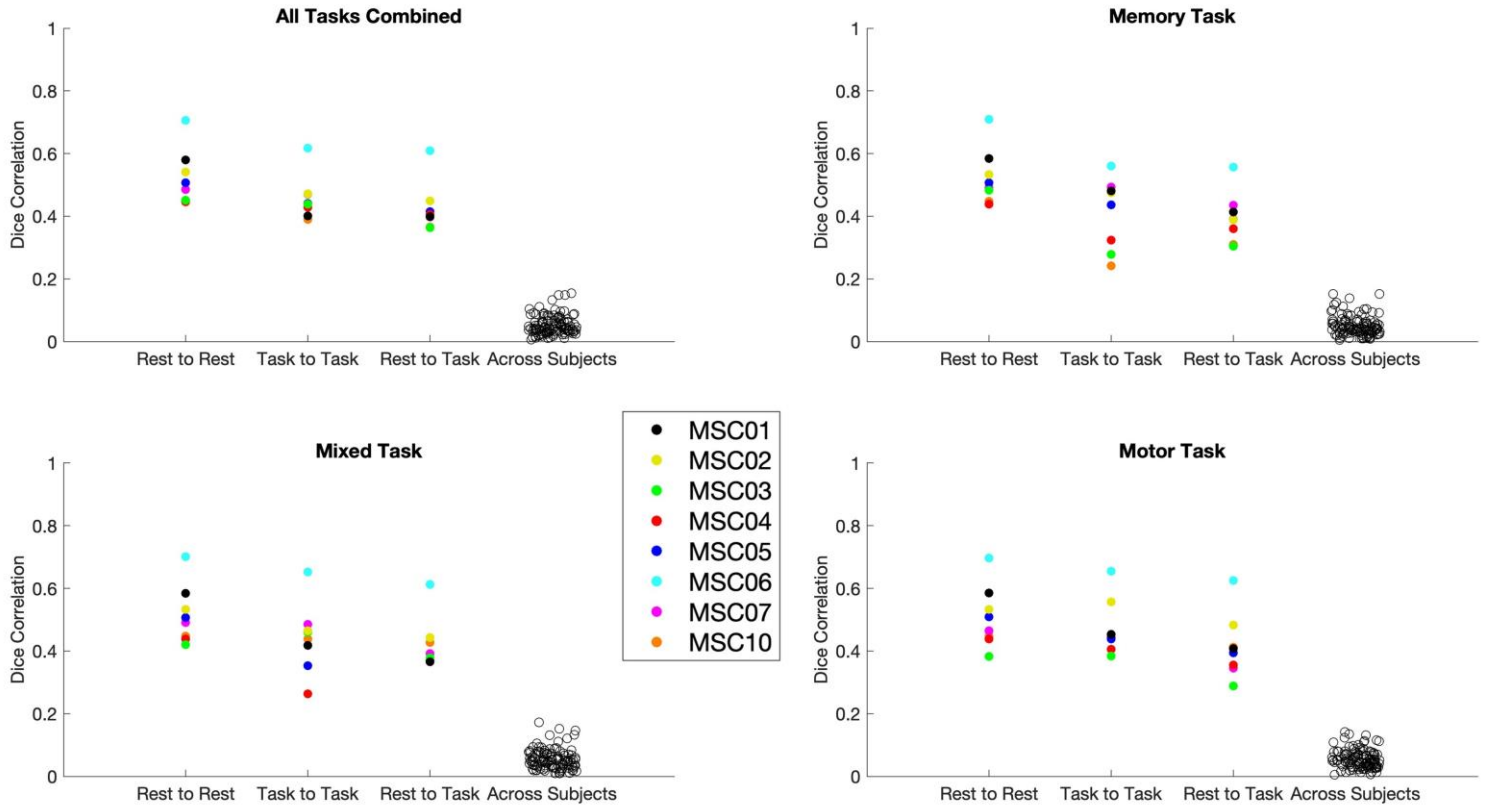 All Tasks Combined
1
0.8
0.6
0.4
0.2
0
Dice Correlation
Rest to Rest Task to Task Rest to Task Across Subjects
Memory Task
1
0.8
0.6
0.4
0.2
0
Dice Correlation
Rest to Rest Task to Task Rest to Task Across Subjects
Mixed Task
1
0.8
0.6
0.4
0.2
0
Dice Correlation
Rest to Rest Task to Task Rest to Task Across Subjects
MSC01
MSC02
MSC03
MSC04
MSC05
MSC06
MSC07
MSC10
Motor Task
1
0.8
0.6
0.4
0.2
0
Dice Correlation
Rest to Rest Task to Task Rest to Task Across Subjects